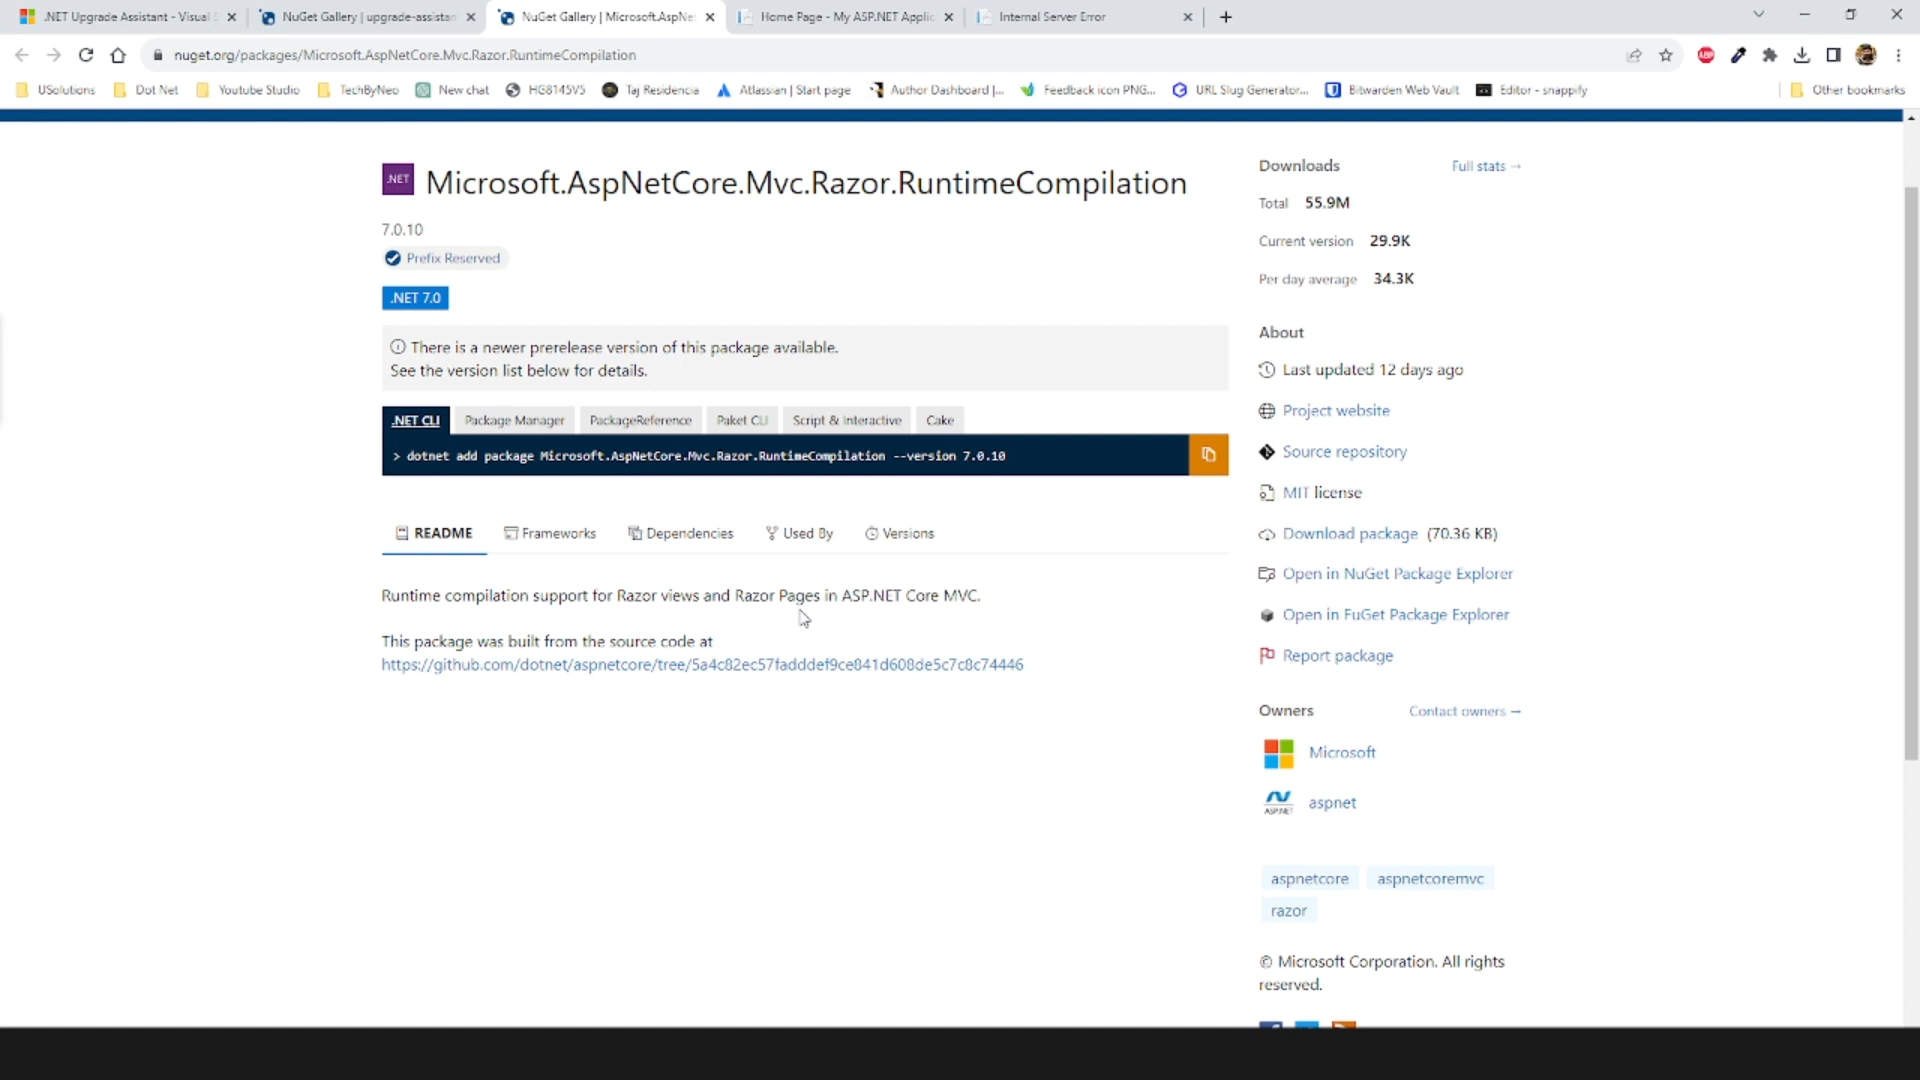 .NET Upgrade Assistant - Visual S
NuGet Gallery | upgrade-assistan
NuGet Gallery | Microsoft.AspNe
Home Page - My ASP.NET Applic
Internal Server Error
nuget.org/packages/Microsoft.AspNetCore.Mvc.Razor.RuntimeCompilation
USolutions
Dot Net
Youtube Studio
TechByNeo
New chat
HG8145V5
Taj Residencia
Atlassian | Start page
Author Dashboard |...
Feedback icon PNG...
URL Slug Generator...
Bitwarden Web Vault
Editor - snappify
Other bookmarks
.NET
Microsoft.AspNetCore.Mvc.Razor.RuntimeCompilation
7.0.10
Prefix Reserved
.NET 7.0
There is a newer prerelease version of this package available.
See the version list below for details.
.NET CLI
Package Manager
PackageReference
Paket CLI
Script & Interactive
Cake
> dotnet add package Microsoft.AspNetCore.Mvc.Razor.RuntimeCompilation --version 7.0.10
README
Frameworks
Dependencies
Used By
Versions
Runtime compilation support for Razor views and Razor Pages in ASP.NET Core MVC.
This package was built from the source code at
https://github.com/dotnet/aspnetcore/tree/5a4c82ec57fadddef9ce841d608de5c7c8c74446
Downloads
Full stats →
Total 55.9M
Current version 29.9K
Per day average 34.3K
About
Last updated 12 days ago
Project website
Source repository
MIT license
Download package (70.36 KB)
Open in NuGet Package Explorer
Open in FuGet Package Explorer
Report package
Owners
Contact owners →
Microsoft
ASP.NET
aspnet
aspnetcore
aspnetcoremvc
razor
© Microsoft Corporation. All rights
reserved.